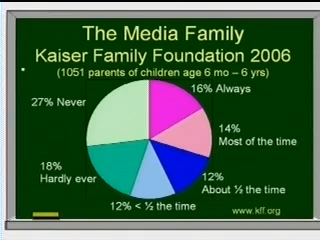 The Media Family
Kaiser Family Foundation 2006
(1051 parents of children age 6 mo – 6 yrs)
16% Always
27% Never
14%
Most of the time
18%
Hardly ever
12%
About ½ the time
12% < ½ the time
www.kff.org